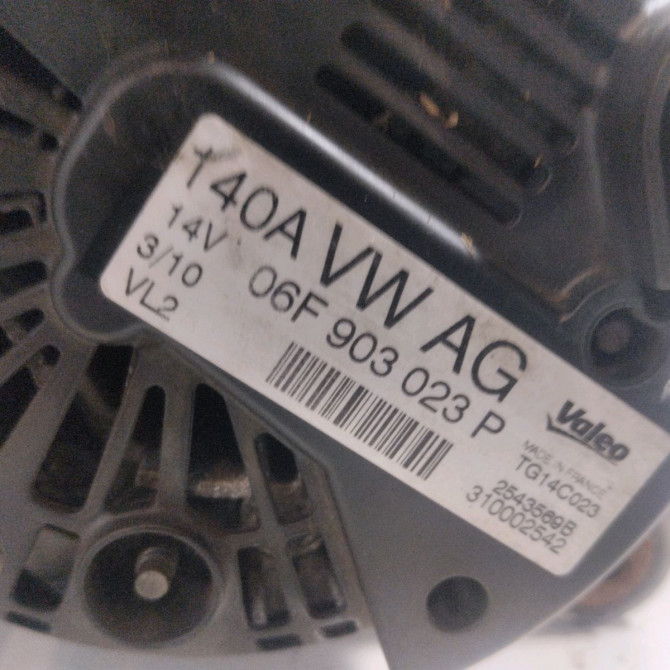 140A VW AG
14V 06F 903 023 P
3/10
VL2
Valeo
MADE IN FRANCE
TG14C023
2543569B
310002542